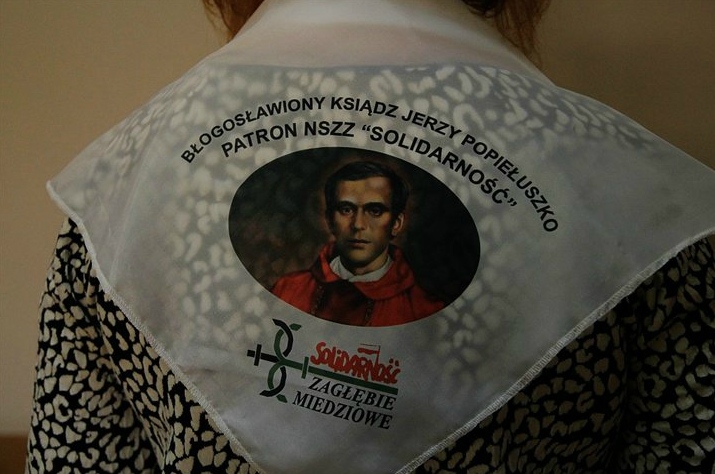 BŁOGOSŁAWIONY KSIĄDZ JERZY POPIEŁUSZKO
PATRON NSZZ “SOLIDARNOŚĆ”
SOLIDARNOŚĆ
ZAGŁĘBIE
MIEDZIOWE